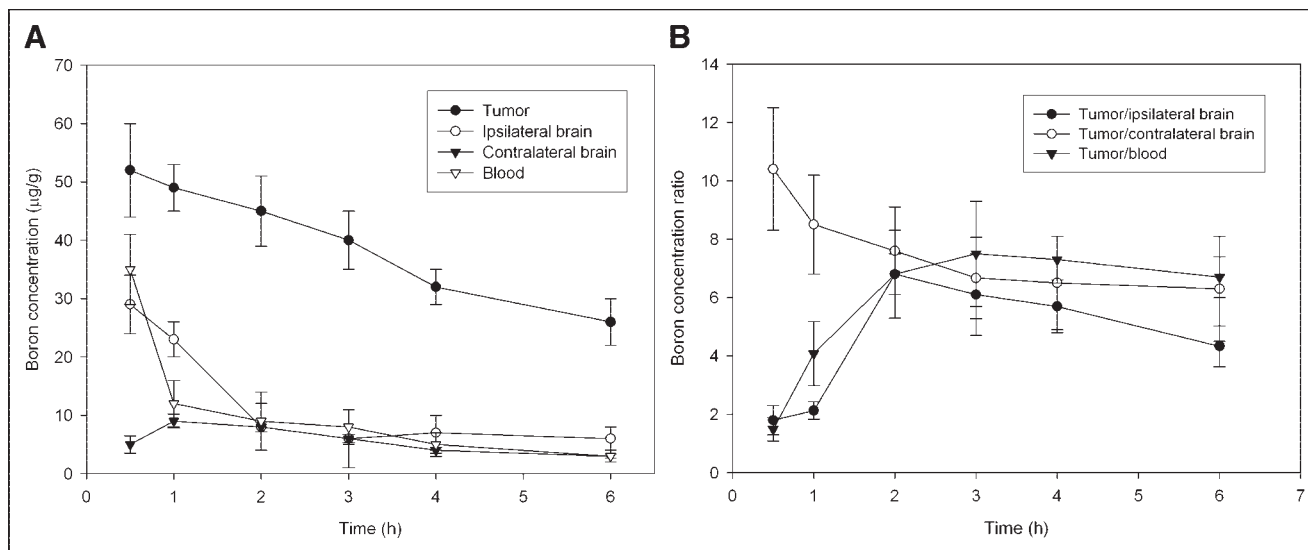 A
70
60
50
40
30
20
10
0
Boron concentration (µg/g)
0 1 2 3 4 5 6
Time (h)
Tumor
Ipsilateral brain
Contralateral brain
Blood
B
14
12
10
8
6
4
2
0
Boron concentration ratio
0 1 2 3 4 5 6 7
Time (h)
Tumor/ipsilateral brain
Tumor/contralateral brain
Tumor/blood